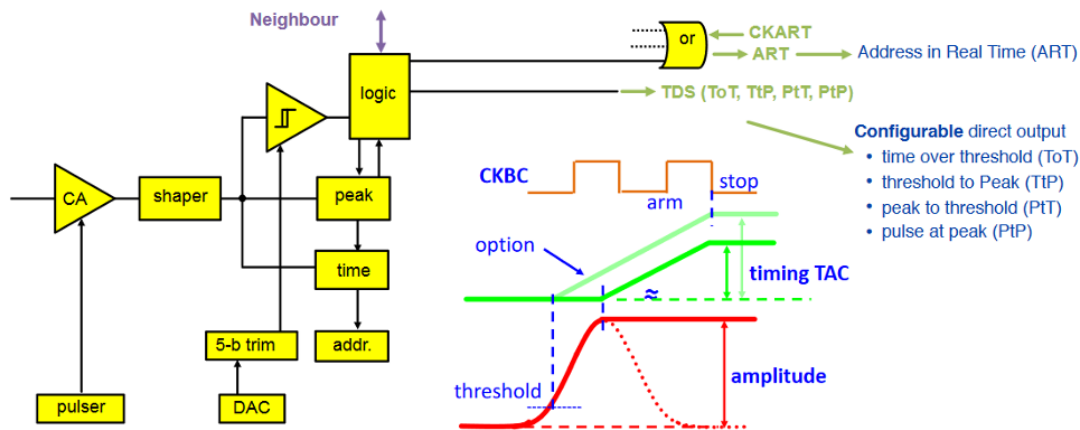 Neighbour
or
CKART
ART
Address in Real Time (ART)
logic
TDS (ToT, TtP, PtT, PtP)
Configurable direct output
• time over threshold (ToT)
• threshold to Peak (TtP)
• peak to threshold (PtT)
• pulse at peak (PtP)
CA
shaper
peak
time
5-b trim
addr.
pulser
DAC
CKBC
stop
arm
option
timing TAC
≈
threshold
amplitude